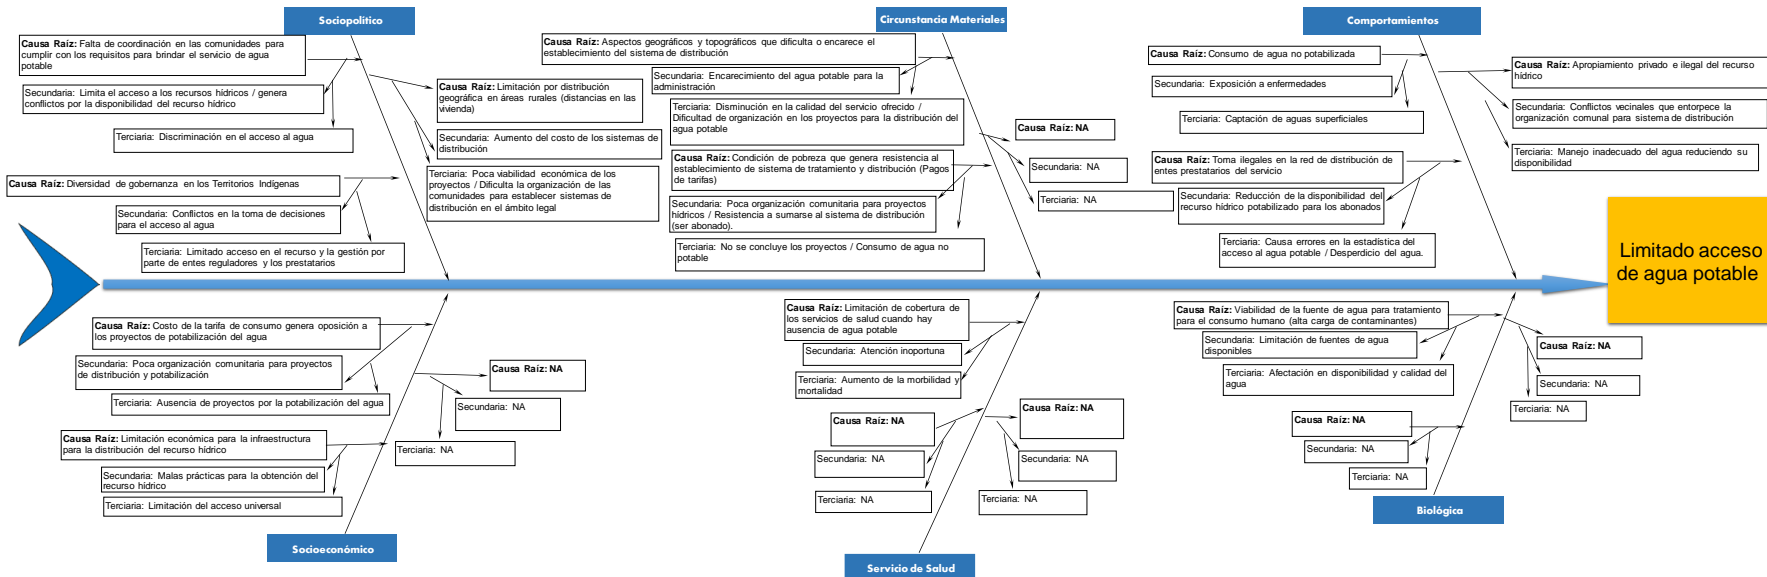 Sociopolítico
Causa Raíz: Falta de coordinación en las comunidades para
cumplir con los requisitos para brindar el servicio de agua
potable
Secundaria: Limita el acceso a los recursos hídricos / genera
conflictos por la disponibilidad del recurso hídrico
Terciaria: Discriminación en el acceso al agua
Causa Raíz: Limitación por distribución
geográfica en áreas rurales (distancias en las
vivienda)
Secundaria: Aumento del costo de los sistemas de
distribución
Terciaria: Poca viabilidad económica de los
proyectos / Dificulta la organización de las
comunidades para establecer sistemas de
distribución en el ámbito legal
Causa Raíz: Diversidad de gobernanza en los Territorios Indígenas
Secundaria: Conflictos en la toma de decisiones
para el acceso al agua
Terciaria: Limitado acceso en el recurso y la gestión por
parte de entes reguladores y los prestatarios
Circunstancia Materiales
Causa Raíz: Aspectos geográficos y topográficos que dificulta o encarece el
establecimiento del sistema de distribución
Secundaria: Encarecimiento del agua potable para la
administración
Terciaria: Disminución en la calidad del servicio ofrecido /
Dificultad de organización en los proyectos para la distribución del
agua potable
Causa Raíz: NA
Secundaria: NA
Terciaria: NA
Causa Raíz: Condición de pobreza que genera resistencia al
establecimiento de sistema de tratamiento y distribución (Pagos
de tarifas)
Secundaria: Poca organización comunitaria para proyectos
hídricos / Resistencia a sumarse al sistema de distribución
(ser abonado).
Terciaria: No se concluye los proyectos / Consumo de agua no
potable
Comportamientos
Causa Raíz: Consumo de agua no potabilizada
Secundaria: Exposición a enfermedades
Terciaria: Captación de aguas superficiales
Causa Raíz: Apropiamiento privado e ilegal del recurso
hídrico
Secundaria: Conflictos vecinales que entorpece la
organización comunal para sistema de distribución
Terciaria: Manejo inadecuado del agua reduciendo su
disponibilidad
Causa Raíz: Toma ilegales en la red de distribución de
entes prestatarios del servicio
Secundaria: Reducción de la disponibilidad del
recurso hídrico potabilizado para los abonados
Terciaria: Causa errores en la estadística del
acceso al agua potable / Desperdicio del agua.
Limitado acceso
de agua potable
Causa Raíz: Costo de la tarifa de consumo genera oposición a
los proyectos de potabilización del agua
Secundaria: Poca organización comunitaria para proyectos
de distribución y potabilización
Terciaria: Ausencia de proyectos por la potabilización del agua
Causa Raíz: NA
Secundaria: NA
Terciaria: NA
Causa Raíz: Limitación económica para la infraestructura
para la distribución del recurso hídrico
Secundaria: Malas prácticas para la obtención del
recurso hídrico
Terciaria: Limitación del acceso universal
Socioeconómico
Causa Raíz: Limitación de cobertura de
los servicios de salud cuando hay
ausencia de agua potable
Secundaria: Atención inoportuna
Terciaria: Aumento de la morbilidad y
mortalidad
Causa Raíz: NA
Secundaria: NA
Terciaria: NA
Causa Raíz: NA
Secundaria: NA
Terciaria: NA
Servicio de Salud
Causa Raíz: Viabilidad de la fuente de agua para tratamiento
para el consumo humano (alta carga de contaminantes)
Secundaria: Limitación de fuentes de agua
disponibles
Terciaria: Afectación en disponibilidad y calidad del
agua
Causa Raíz: NA
Secundaria: NA
Terciaria: NA
Causa Raíz: NA
Secundaria: NA
Terciaria: NA
Biológica